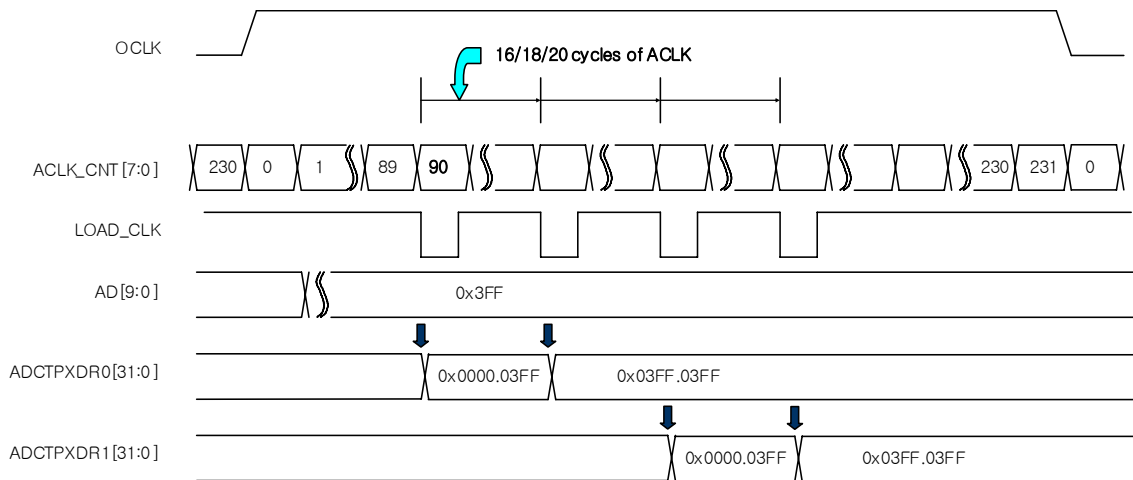 OCLK
16/18/20 cycles of ACLK
ACLK_CNT[7:0]
230 0 1 89 90 230 231 0
LOAD_CLK
AD[9:0]
0x3FF
ADCTPXDR0[31:0]
0x0000.03FF 0x03FF.03FF
ADCTPXDR1[31:0]
0x0000.03FF 0x03FF.03FF